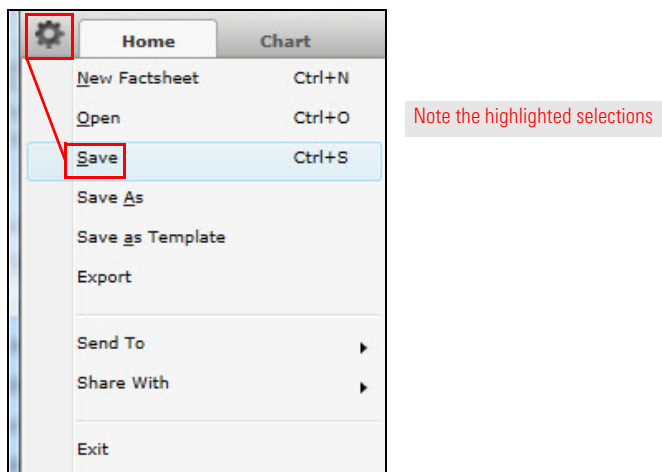 Home Chart
New Factsheet Ctrl+N
Open Ctrl+O
Note the highlighted selections
Save Ctrl+S
Save As
Save as Template
Export
Send To
Share With
Exit